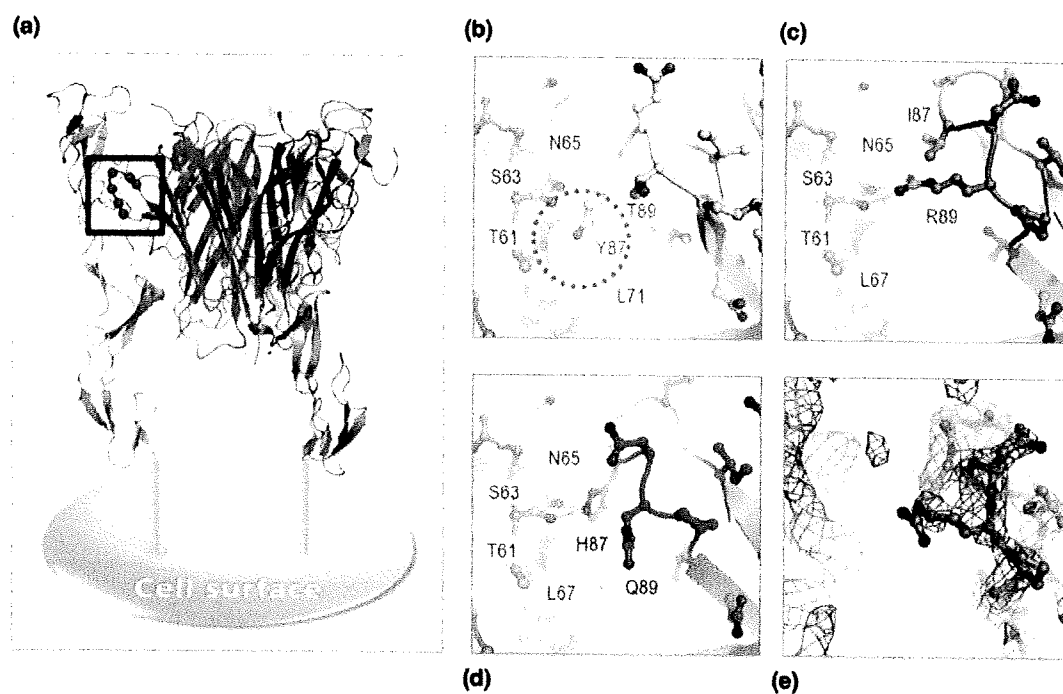 (a)
Cell surface
(b)
N65
S63
T89
T61
Y87
L71
(c)
I87
N65
S63
R89
T61
L67
N65
S63
H87
T61
L67
Q89
(d)
(e)